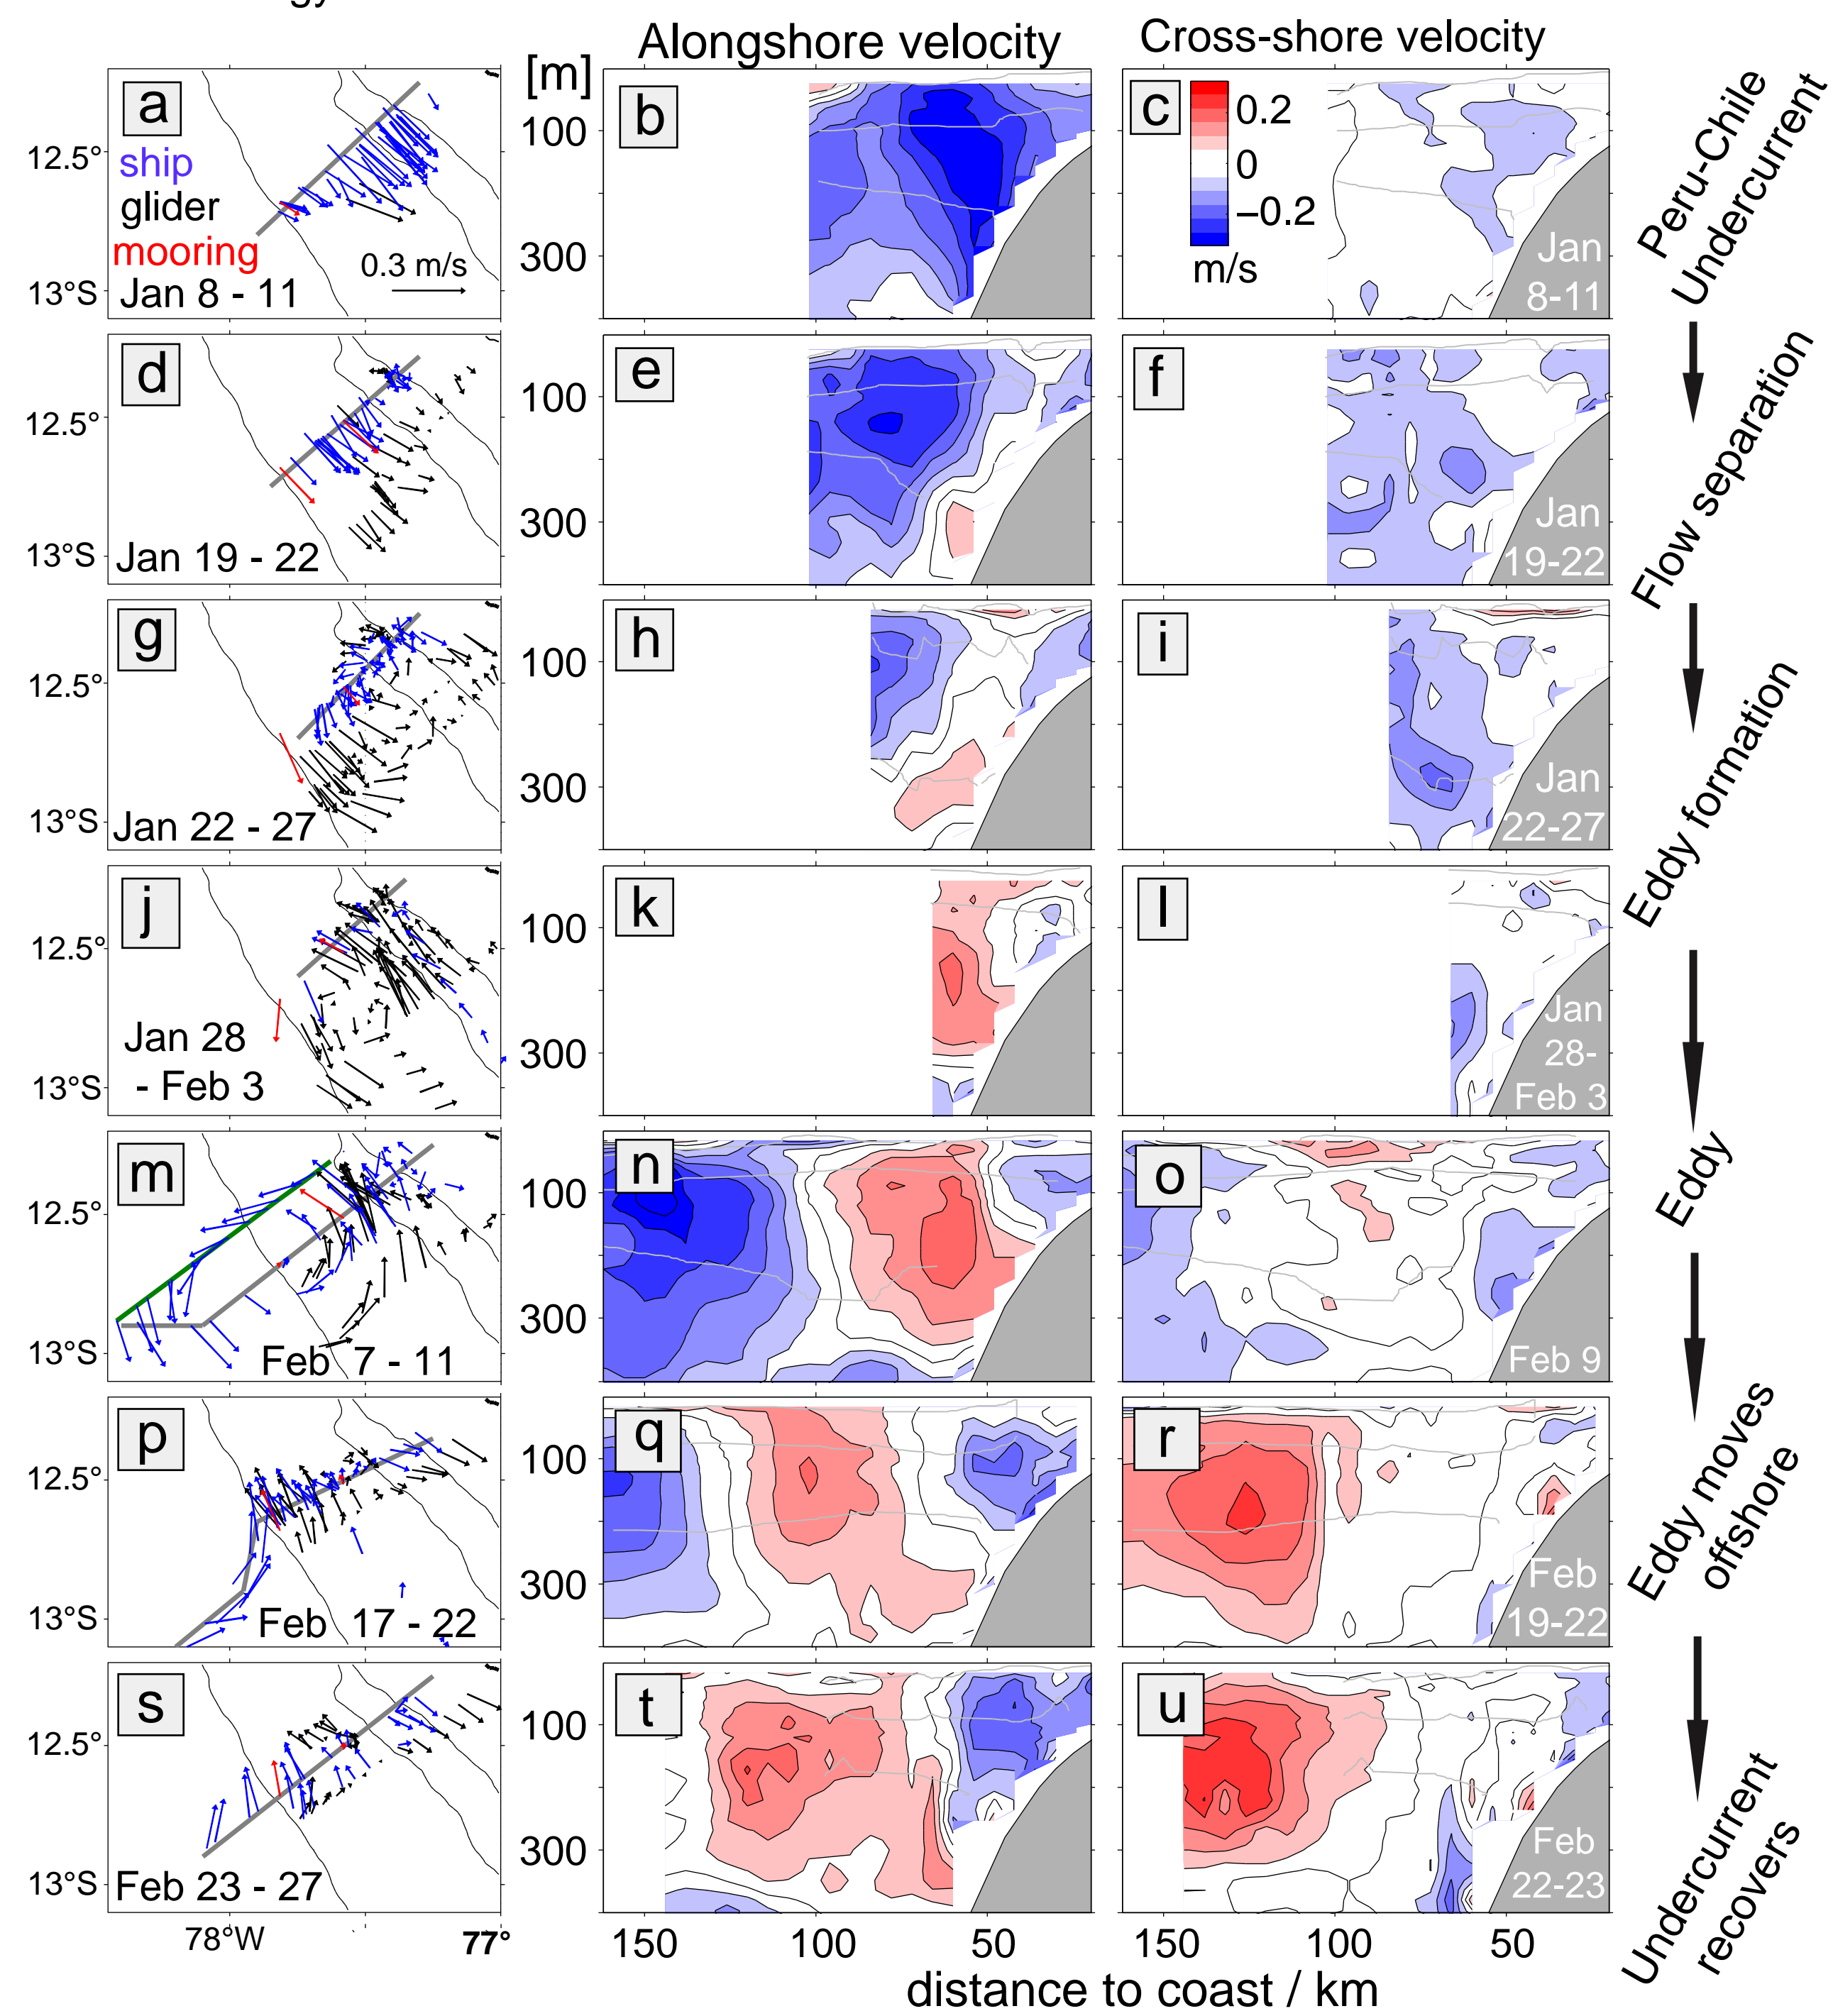 gy
Alongshore velocity
Cross-shore velocity
[m]
a
ship
glider
mooring
0.3 m/s
Jan 8 - 11
12.5°
13°S
b
100
300
c
0.2
0
−0.2
m/s
Jan
8-11
Peru-Chile
Undercurrent
d
12.5°
13°S
Jan 19 - 22
e
100
300
f
Jan
19-22
Flow separation
g
12.5°
13°S
Jan 22 - 27
h
100
300
i
Jan
22-27
Eddy formation
j
12.5°
13°S
Jan 28
- Feb 3
k
100
300
l
Jan
28-
Feb 3
m
12.5°
13°S
Feb 7 - 11
n
100
300
o
Feb 9
Eddy
p
12.5°
13°S
Feb 17 - 22
q
100
300
r
Feb
19-22
Eddy moves
offshore
s
12.5°
13°S
Feb 23 - 27
t
100
300
u
Feb
22-23
Undercurrent
recovers
78°W
77°
150
100
50
150
100
50
distance to coast / km